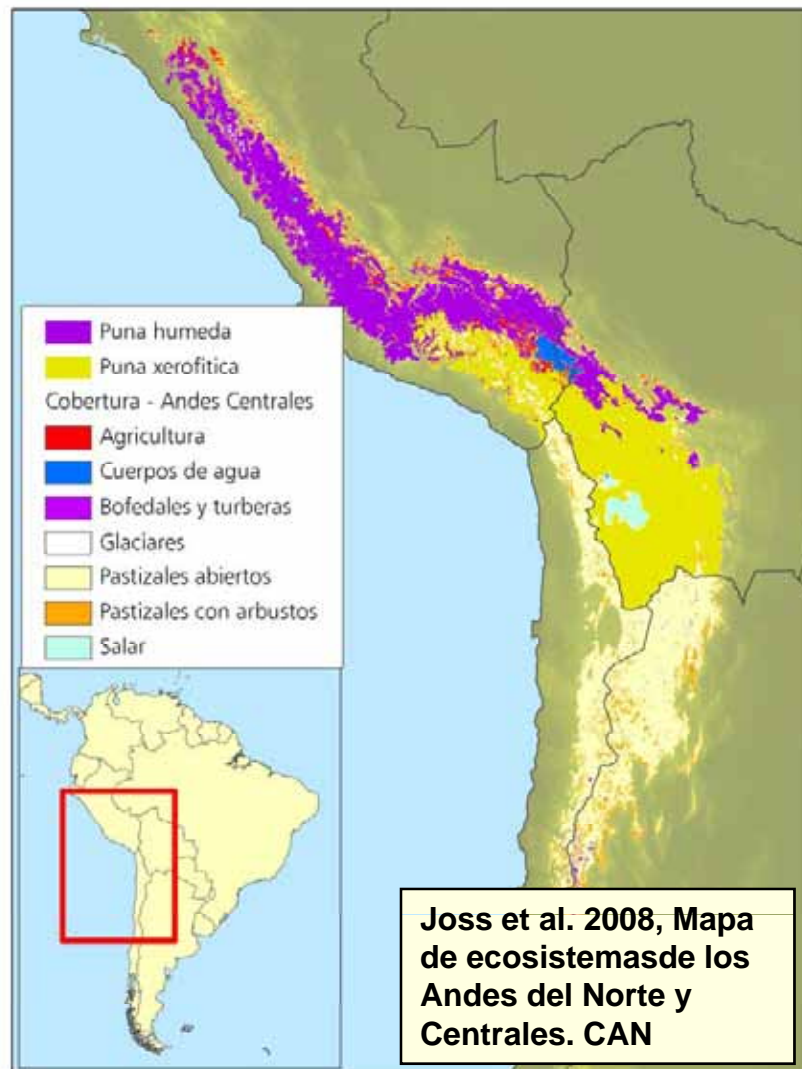 Puna humeda
Puna xerofitica
Cobertura - Andes Centrales
Agricultura
Cuerpos de agua
Bofedales y turberas
Glaciares
Pastizales abiertos
Pastizales con arbustos
Salar
Joss et al. 2008, Mapa
de ecosistemasde los
Andes del Norte y
Centrales. CAN